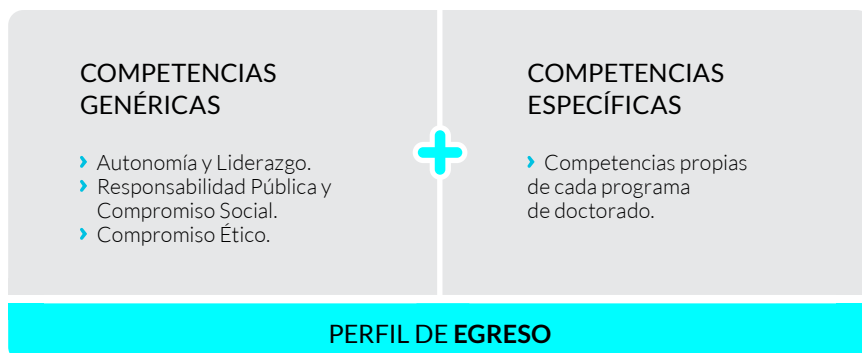 COMPETENCIAS
GENÉRICAS
Autonomía y Liderazgo.
Responsabilidad Pública y
Compromiso Social.
Compromiso Ético.
COMPETENCIAS
ESPECÍFICAS
Competencias propias
de cada programa
de doctorado.
PERFIL DE EGRESO